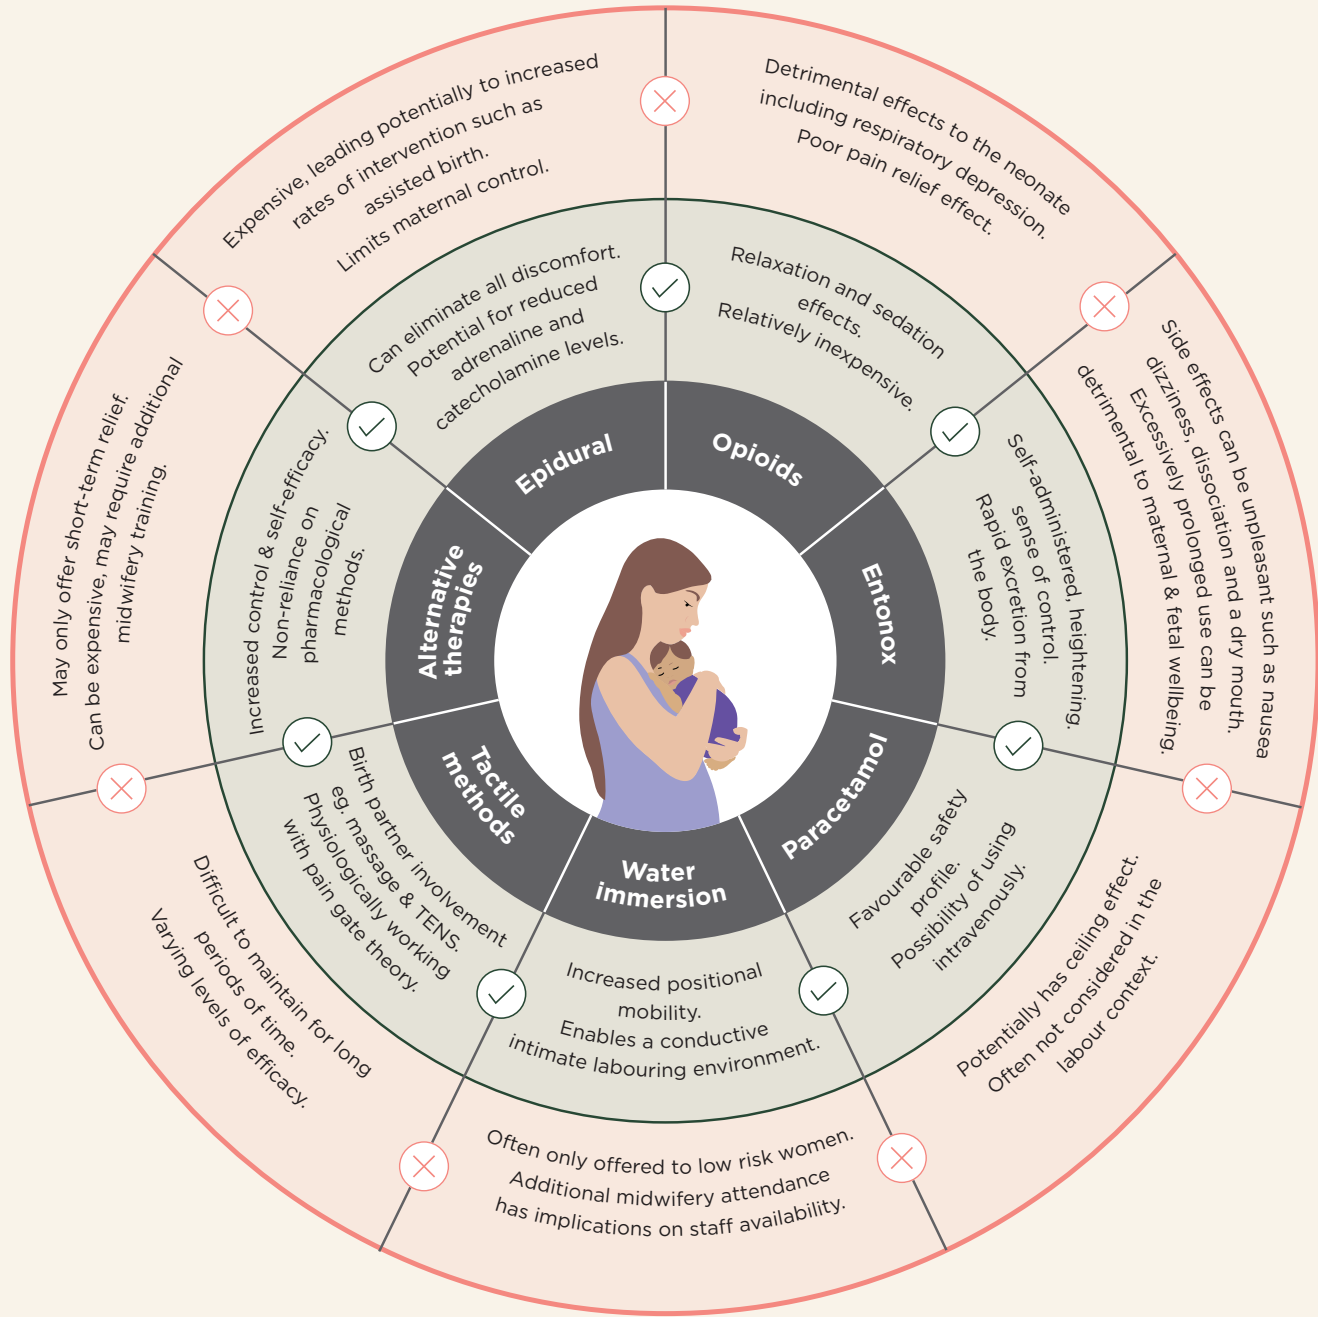 Epidural
Can eliminate all discomfort.
Potential for reduced
adrenaline and
catecholamine levels.
Expensive, leading potentially to increased
rates of intervention such as
assisted birth.
Limits maternal control.
Opioids
Relaxation and sedation
effects.
Relatively inexpensive.
Detrimental effects to the neonate
including respiratory depression.
Poor pain relief effect.
Entonox
Self-administered, heightening
sense of control.
Rapid excretion from
the body.
Side effects can be unpleasant such as nausea
dizziness, dissociation and a dry mouth.
Excessively prolonged use can be
detrimental to maternal & fetal wellbeing.
Paracetamol
Favourable safety
profile.
Possibility of using
intravenously.
Potentially has ceiling effect.
Often not considered in the
labour context.
Water
immersion
Increased positional
mobility.
Enables a conductive
intimate labouring environment.
Often only offered to low risk women.
Additional midwifery attendance
has implications on staff availability.
Tactile
methods
Birth partner involvement
eg. massage & TENS.
Physiologically working
with pain gate theory.
Difficult to maintain for long
periods of time.
Varying levels of efficacy.
Alternative
therapies
Increased control & self-efficacy.
Non-reliance on
pharmacological
methods.
May only offer short-term relief.
Can be expensive, may require additional
midwifery training.